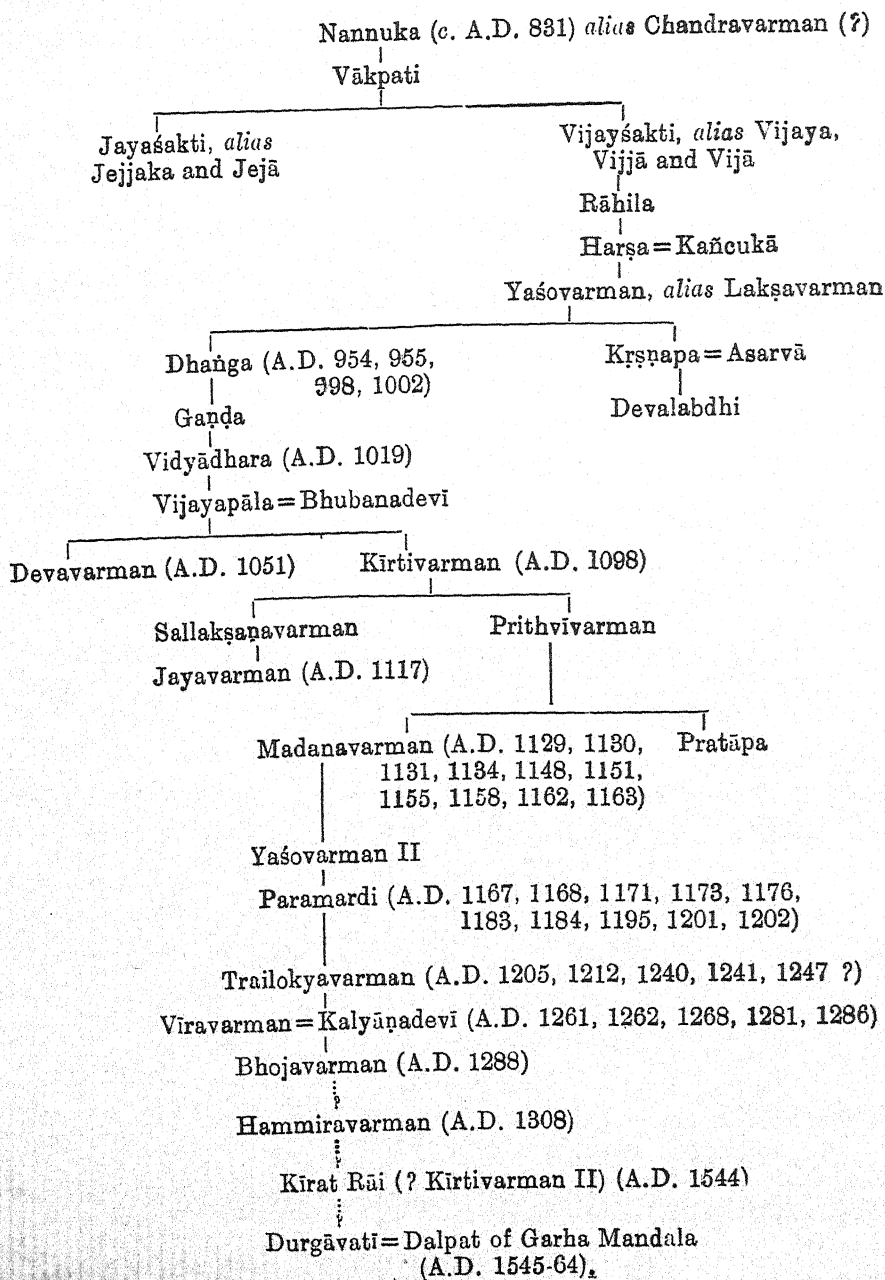 Nannuka (c. A.D. 831) alias Chandravarman (?)
Vākpati
Jayaśakti, alias
Jejjaka and Jejā
Vijayśakti, alias Vijaya,
Vijjā and Vijā
Rāhila
Harṣa=Kañcukā
Yaśovarman, alias Lakṣavarman
Dhaṅga (A.D. 954, 955,
998, 1002)
Kṛṣṇapa=Asarvā
Devalabdhi
Gaṇḍa
Vidyādhara (A.D. 1019)
Vijayapāla=Bhubanadevī
Devavarman (A.D. 1051)
Kīrtivarman (A.D. 1098)
Sallakṣaṇavarman
Prithvīvarman
Jayavarman (A.D. 1117)
Madanavarman (A.D. 1129, 1130,
1131, 1134, 1148, 1151,
1155, 1158, 1162, 1163)
Pratāpa
Yaśovarman II
Paramardi (A.D. 1167, 1168, 1171, 1173, 1176,
1183, 1184, 1195, 1201, 1202)
Trailokyavarman (A.D. 1205, 1212, 1240, 1241, 1247 ?)
Vīravarman=Kalyāṇadevī (A.D. 1261, 1262, 1268, 1281, 1286)
Bhojavarman (A.D. 1288)
Hammiravarman (A.D. 1308)
Kīrat Rāi (? Kīrtivarman II) (A.D. 1544)
Durgāvatī=Dalpat of Garha Mandala
(A.D. 1545-64).